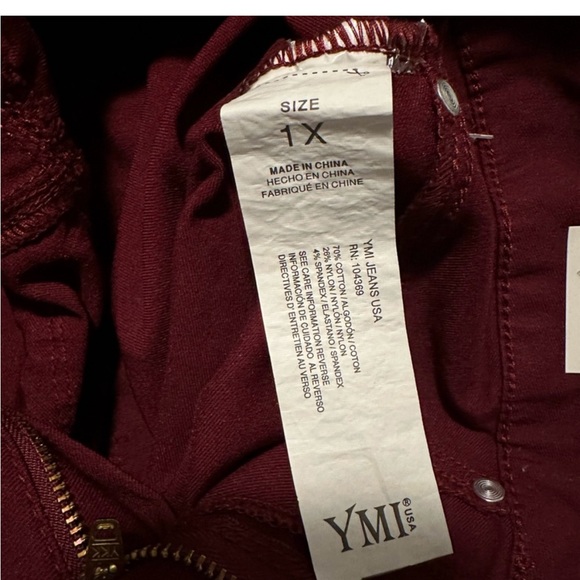 SIZE
1X
MADE IN CHINA
HECHO EN CHINA
FABRIQUÉ EN CHINE
YMI JEANS USA
RN: 104369
70% COTTON / ALGODÓN / COTON
26% NYLON / NYLÓN / NYLON
4% SPANDEX / ELASTANO / SPANDEX
SEE CARE INFORMATION REVERSE
INFORMACIÓN DE CUIDADO AL REVERSO
DIRECTIVES D'ENTRETIEN AU VERSO
YMI® USA
YKK